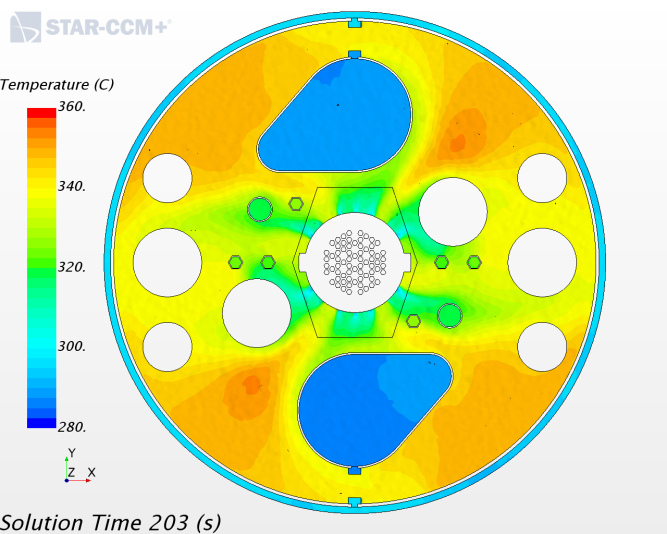 STAR-CCM+®
Temperature (C)
360.
340.
320.
300.
280.
Y
Z X
Solution Time 203 (s)